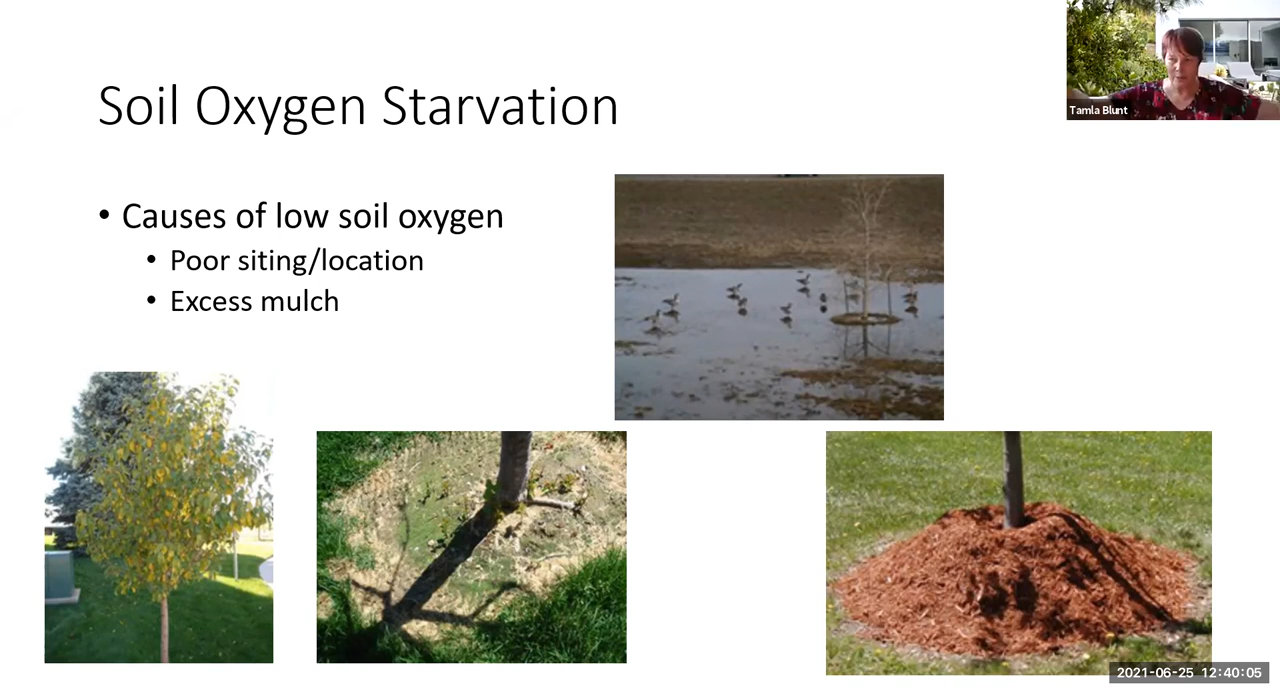 Soil Oxygen Starvation
Tamla Blunt
• Causes of low soil oxygen
• Poor siting/location
• Excess mulch
2021-06-25 12:40:05